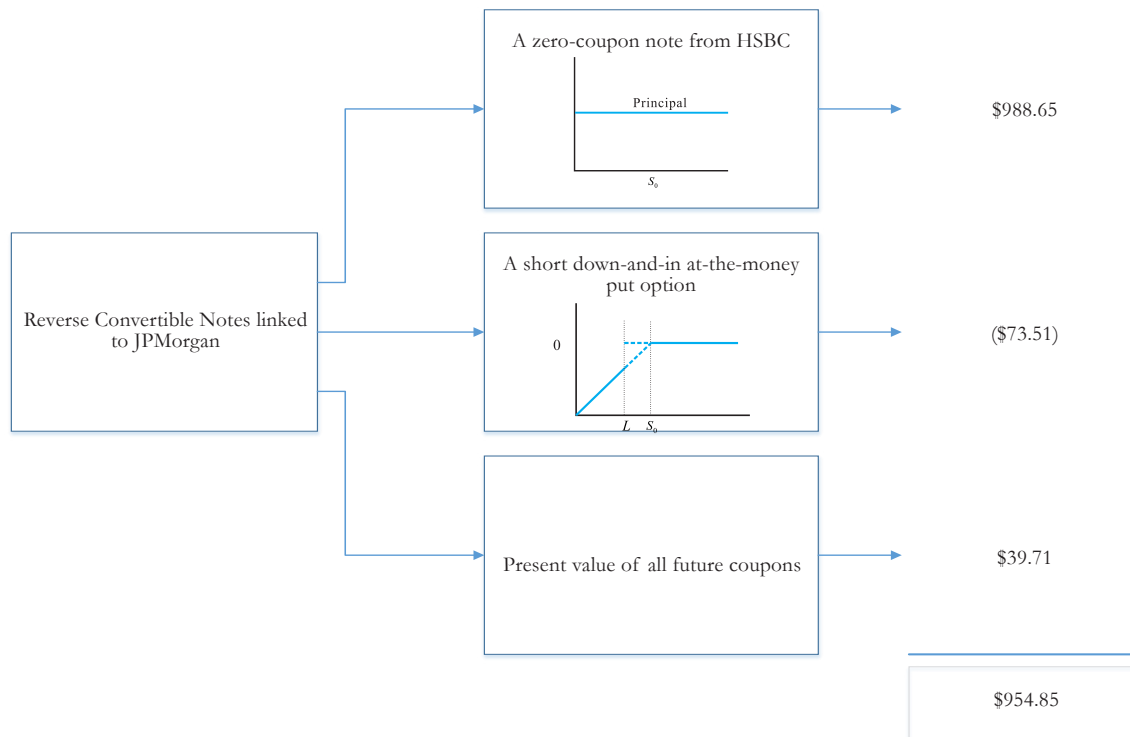 A zero-coupon note from HSBC
Principal
S0
$988.65
Reverse Convertible Notes linked
to JPMorgan
A short down-and-in at-the-money
put option
0
L S0
($73.51)
Present value of all future coupons
$39.71
$954.85